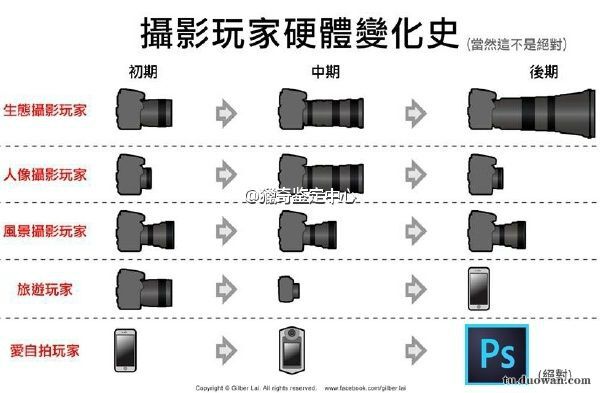 攝影玩家硬體變化史 (當然這不是絕對)
初期 中期 後期
生態攝影玩家
人像攝影玩家
@獵奇鉴定中心
風景攝影玩家
旅遊玩家
愛自拍玩家
Ps
(絕對)
tu.duowan.com
Copyright © Gilber Lai. All rights reserved. www.facebook.com/gilber.lai